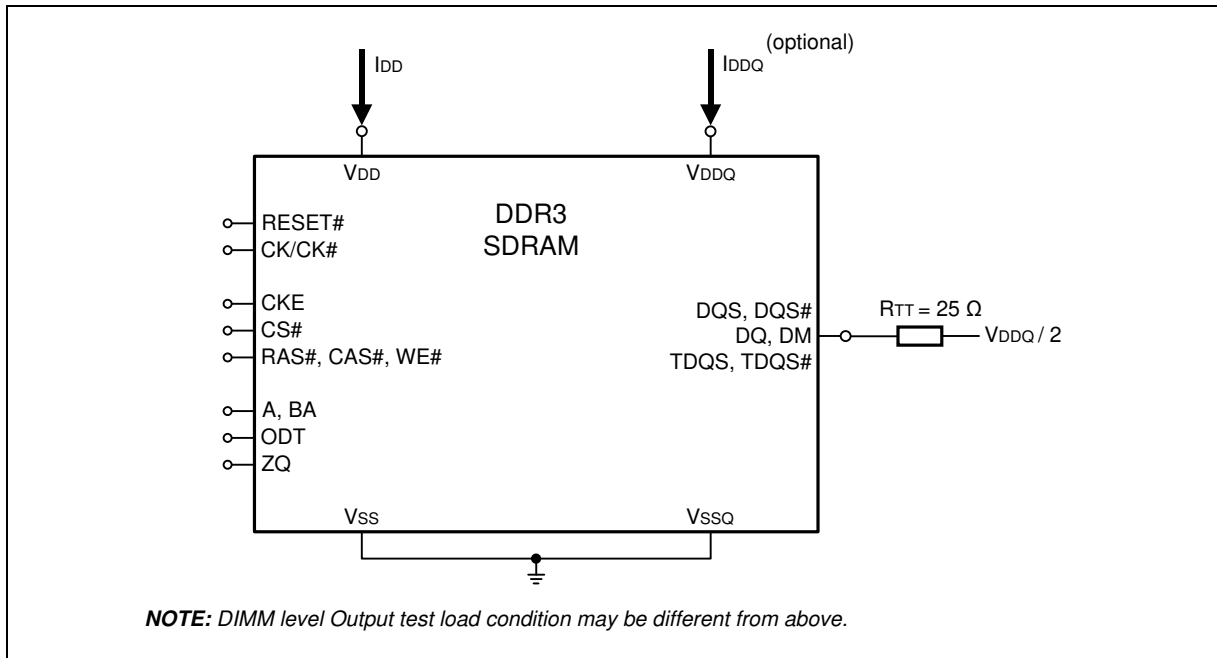 (optional)
IDD
IDDQ
VDD
VDDQ
DDR3
SDRAM
RESET#
CK/CK#
CKE
CS#
RAS#, CAS#, WE#
A, BA
ODT
ZQ
DQS, DQS#
DQ, DM
TDQS, TDQS#
RTT = 25 Ω
VDDQ / 2
VSS
VSSQ
NOTE: DIMM level Output test load condition may be different from above.